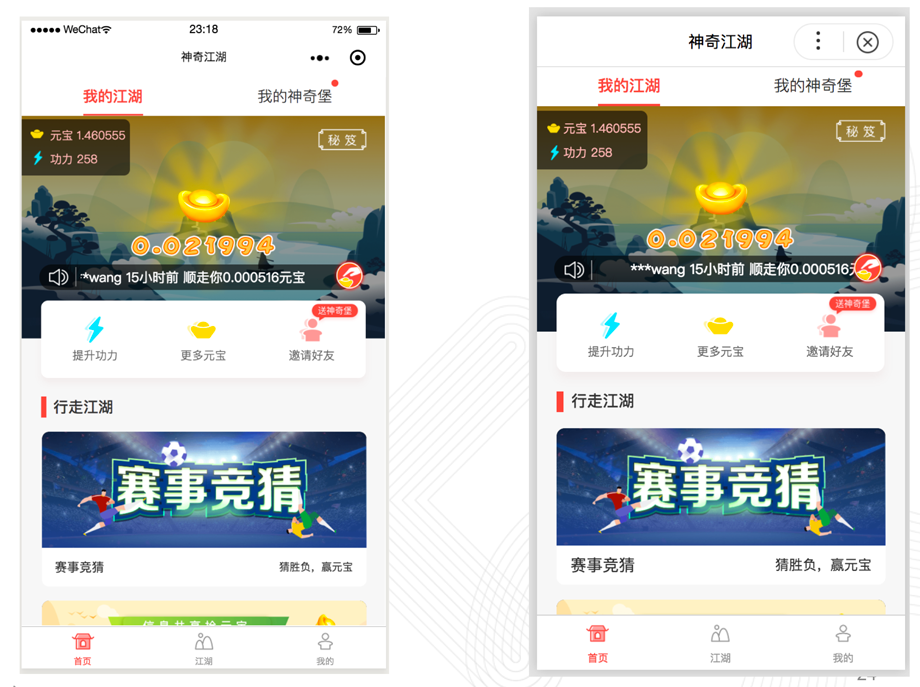 ●●●●● WeChat 23:18 72%
神奇江湖
我的江湖 我的神奇堡
元宝 1.460555
功力 258
秘笈
0.021994
*wang 15小时前 顺走你0.000516元宝
送神奇堡
提升功力 更多元宝 邀请好友
行走江湖
赛事竞猜
赛事竞猜 猜胜负，赢元宝
首页 江湖 我的
神奇江湖
我的江湖 我的神奇堡
元宝 1.460555
功力 258
秘笈
0.021994
***wang 15小时前 顺走你0.000516
送神奇堡
提升功力 更多元宝 邀请好友
行走江湖
赛事竞猜
赛事竞猜 猜胜负，赢元宝
首页 江湖 我的